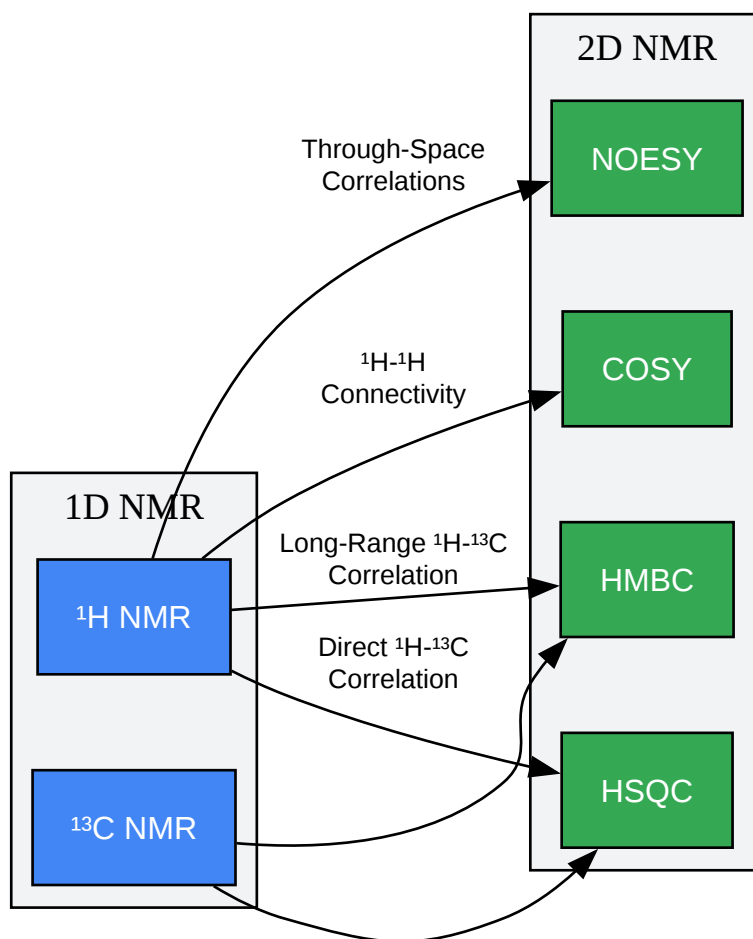 2D NMR
NOESY
Through-Space
Correlations
COSY
¹H-¹H
Connectivity
1D NMR
Long-Range ¹H-¹³C
Correlation
HMBC
¹H NMR
Direct ¹H-¹³C
Correlation
HSQC
¹³C NMR